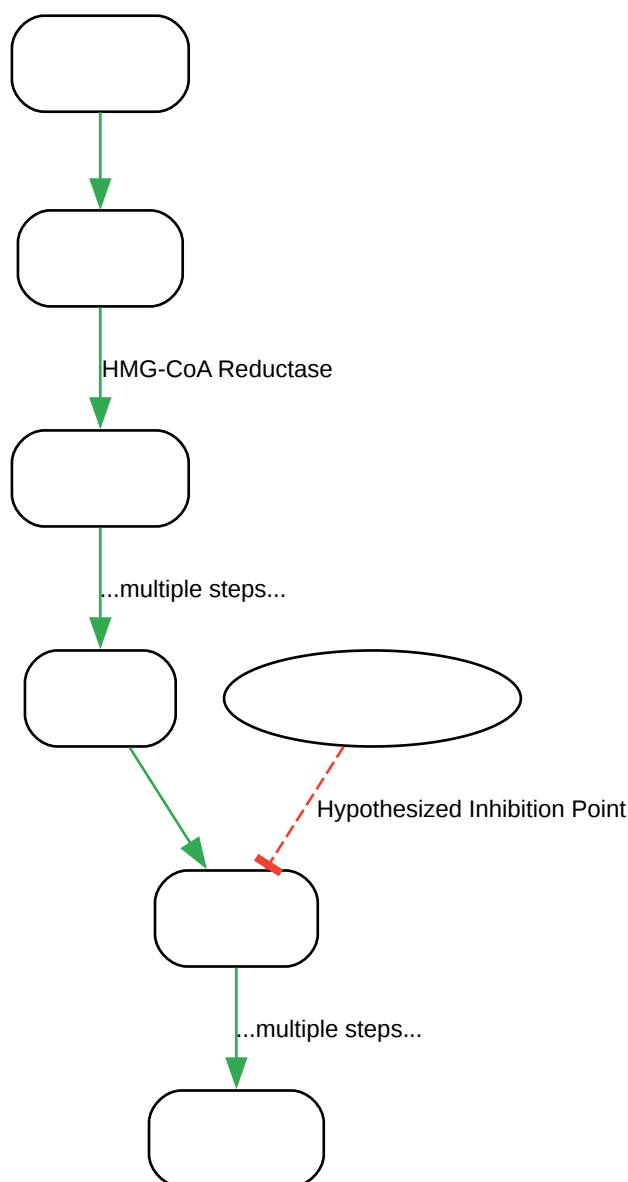 HMG-CoA Reductase
...multiple steps...
Hypothesized Inhibition Point
...multiple steps...